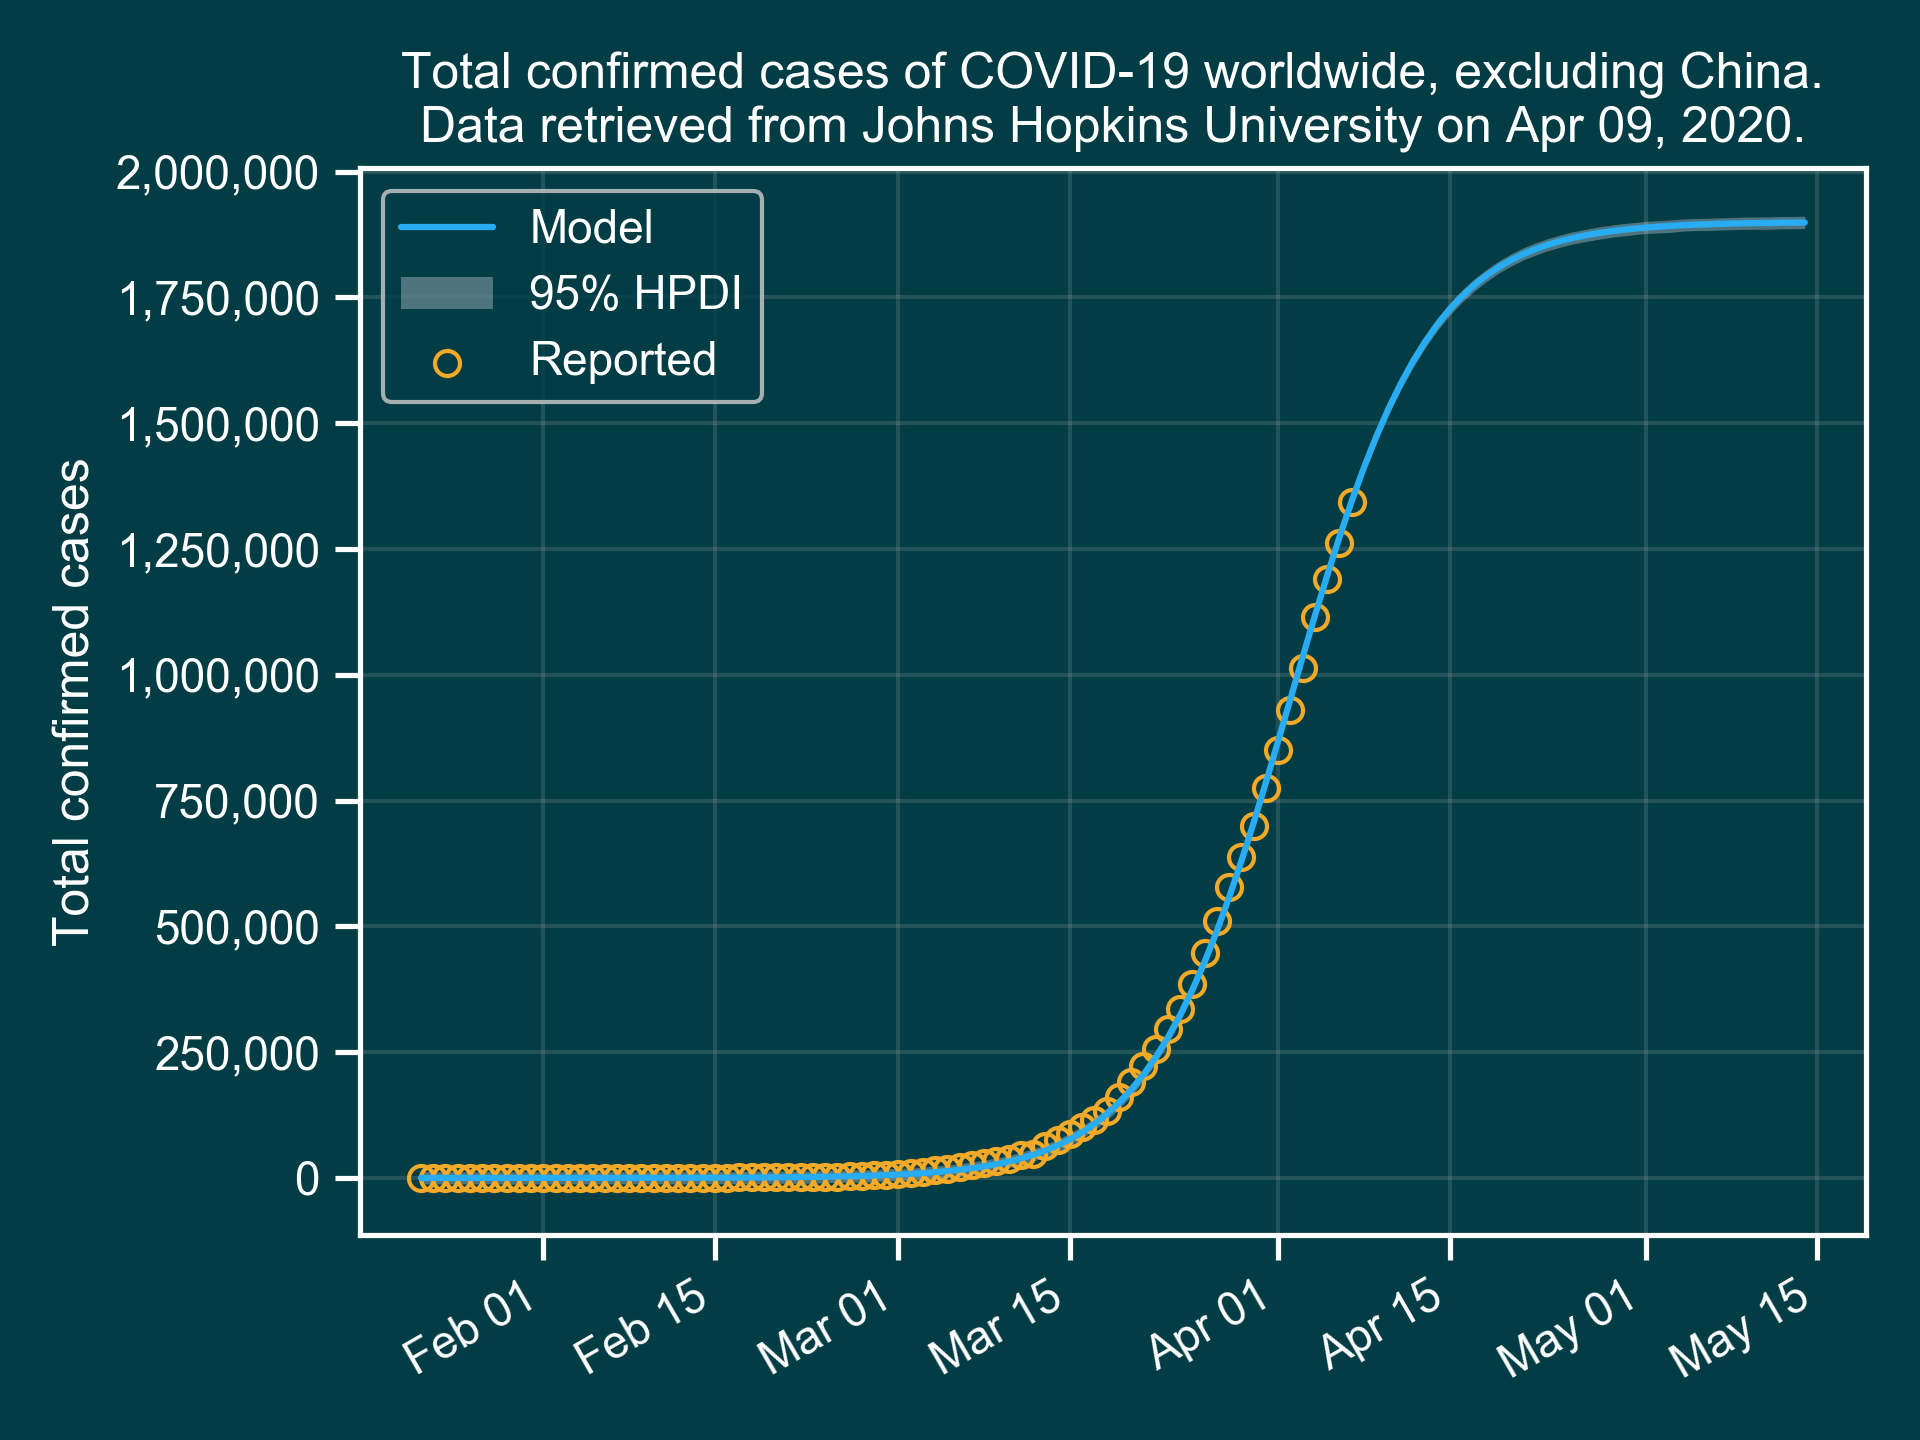 Total confirmed cases of COVID-19 worldwide, excluding China.
Data retrieved from Johns Hopkins University on Apr 09, 2020.
Model
95% HPDI
Reported
Total confirmed cases
2,000,000
1,750,000
1,500,000
1,250,000
1,000,000
750,000
500,000
250,000
0
Feb 01
Feb 15
Mar 01
Mar 15
Apr 01
Apr 15
May 01
May 15